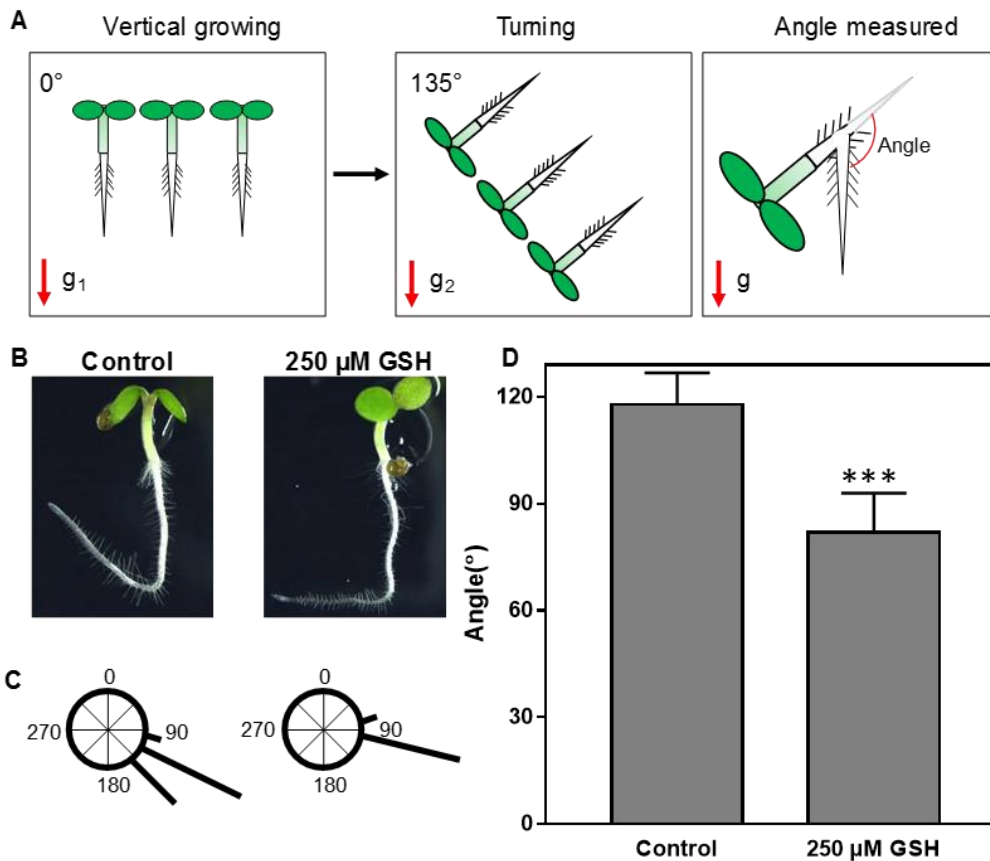 A
Vertical growing
Turning
Angle measured
0°
135°
Angle
g1
g2
g
B
Control
250 µM GSH
C
0
90
180
270
0
90
180
270
D
120
90
60
30
0
Angle(°)
***
Control
250 µM GSH